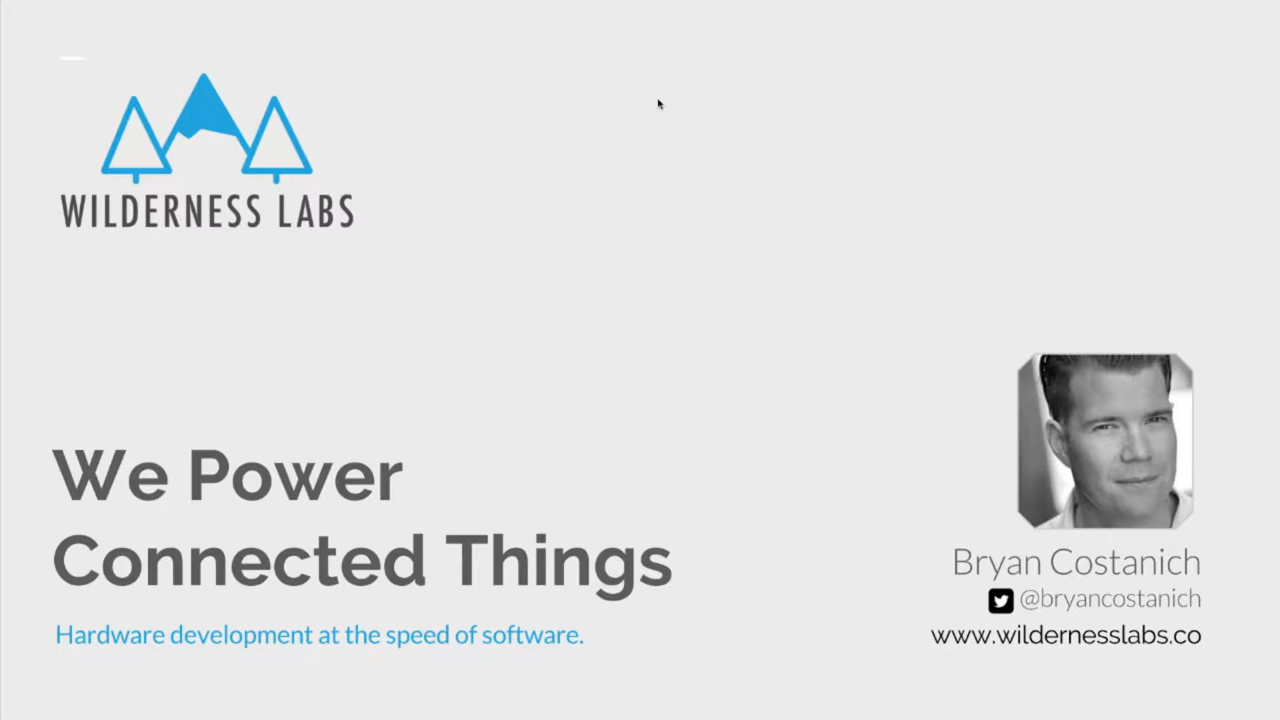 WILDERNESS LABS
We Power
Connected Things
Hardware development at the speed of software.
Bryan Costanich
@bryancostanich
www.wildernesslabs.co